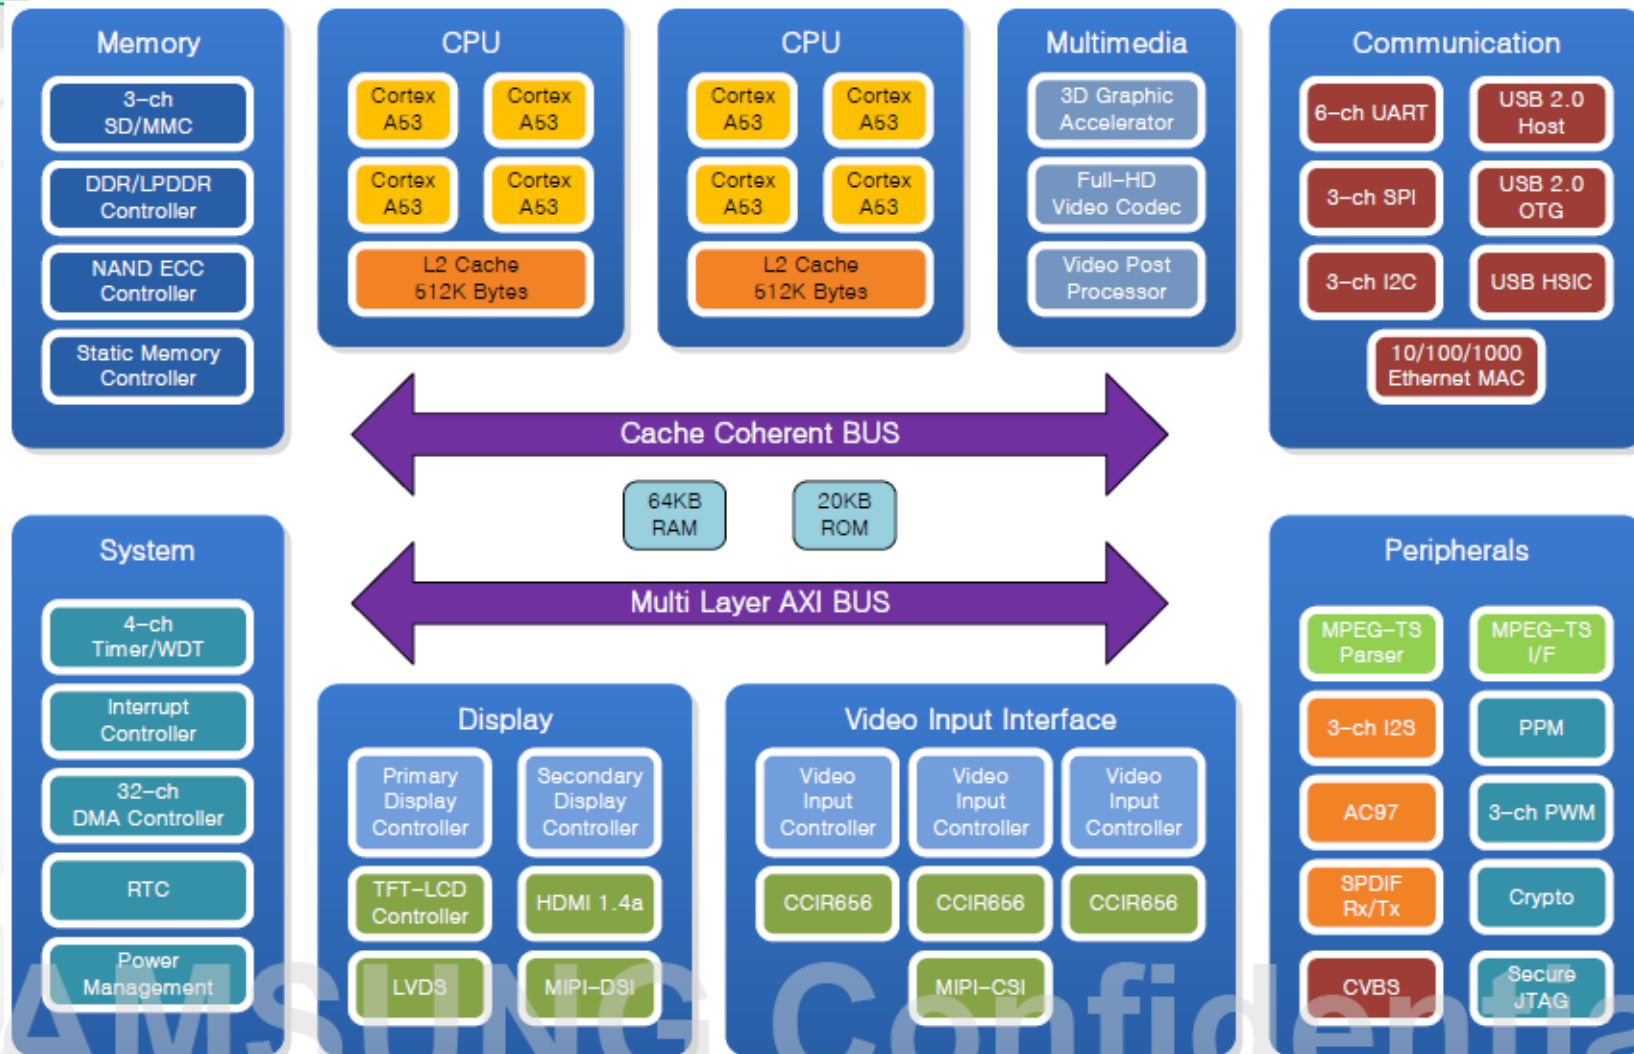 Memory
3-ch
SD/MMC
DDR/LPDDR
Controller
NAND ECC
Controller
Static Memory
Controller
CPU
Cortex
A53
Cortex
A53
Cortex
A53
Cortex
A53
L2 Cache
512K Bytes
CPU
Cortex
A53
Cortex
A53
Cortex
A53
Cortex
A53
L2 Cache
512K Bytes
Multimedia
3D Graphic
Accelerator
Full-HD
Video Codec
Video Post
Processor
Communication
6-ch UART
USB 2.0
Host
3-ch SPI
USB 2.0
OTG
3-ch I2C
USB HSIC
10/100/1000
Ethernet MAC
Cache Coherent BUS
64KB
RAM
20KB
ROM
Multi Layer AXI BUS
System
4-ch
Timer/WDT
Interrupt
Controller
32-ch
DMA Controller
RTC
Power
Management
Display
Primary
Display
Controller
Secondary
Display
Controller
TFT-LCD
Controller
HDMI 1.4a
LVDS
MIPI-DSI
Video Input Interface
Video
Input
Controller
Video
Input
Controller
Video
Input
Controller
CCIR656
CCIR656
CCIR656
MIPI-CSI
Peripherals
MPEG-TS
Parser
MPEG-TS
I/F
3-ch I2S
PPM
AC97
3-ch PWM
SPDIF
Rx/Tx
Crypto
CVBS
Secure
JTAG
AMSUNG Confidentia